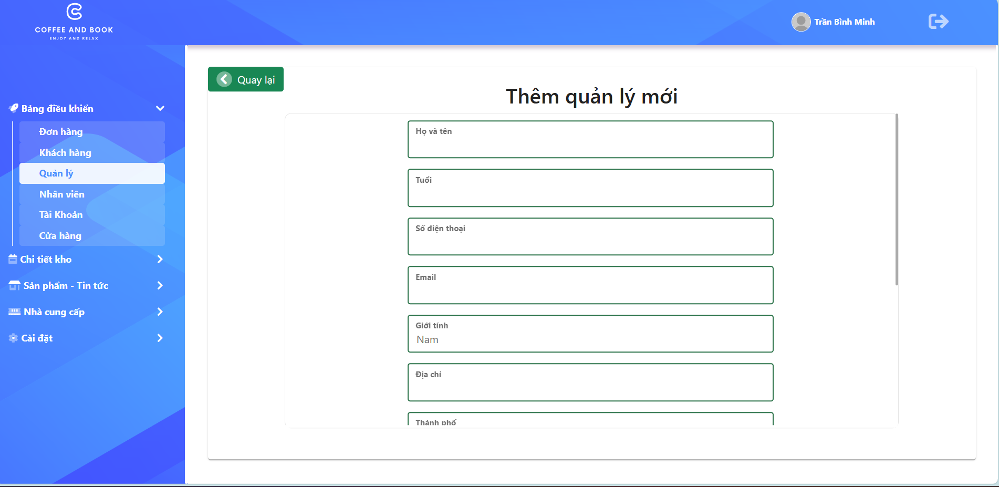 COFFEE AND BOOK
ENJOY AND RELAX
Trần Bình Minh
Bảng điều khiển
Đơn hàng
Khách hàng
Quản lý
Nhân viên
Tài Khoản
Cửa hàng
Chi tiết kho
Sản phẩm - Tin tức
Nhà cung cấp
Cài đặt
Quay lại
Thêm quản lý mới
Họ và tên
Tuổi
Số điện thoại
Email
Giới tính
Nam
Địa chỉ
Thành phố